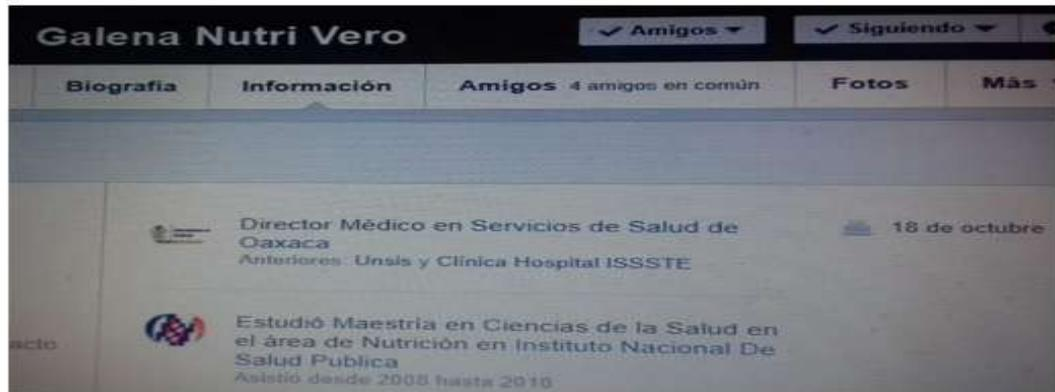 Galena Nutri Vero
Amigos
Siguiendo
Biografía
Información
Amigos 4 amigos en común
Fotos
Más
Director Médico en Servicios de Salud de
Oaxaca
Anteriores: Unsis y Clínica Hospital ISSSTE
18 de octubre
Estudió Maestría en Ciencias de la Salud en
el área de Nutrición en Instituto Nacional De
Salud Publica
Asistió desde 2008 hasta 2010
acto